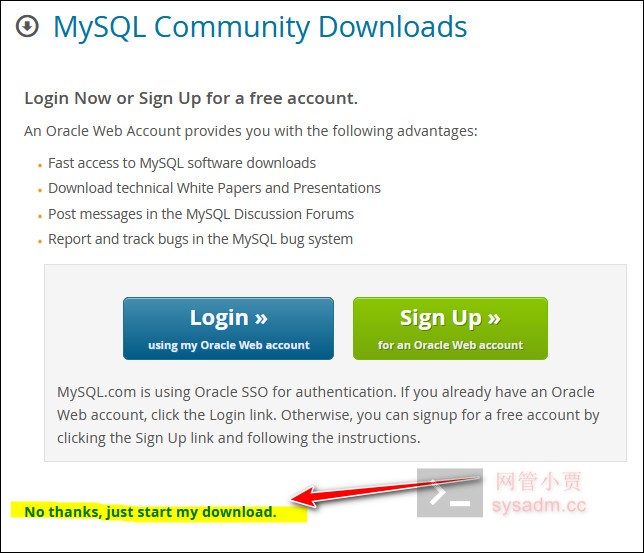 MySQL Community Downloads
Login Now or Sign Up for a free account.
An Oracle Web Account provides you with the following advantages:
Fast access to MySQL software downloads
Download technical White Papers and Presentations
Post messages in the MySQL Discussion Forums
Report and track bugs in the MySQL bug system
Login »
using my Oracle Web account
Sign Up »
for an Oracle Web account
MySQL.com is using Oracle SSO for authentication. If you already have an Oracle
Web account, click the Login link. Otherwise, you can signup for a free account by
clicking the Sign Up link and following the instructions.
网管小贾
sysadm.cc
No thanks, just start my download.